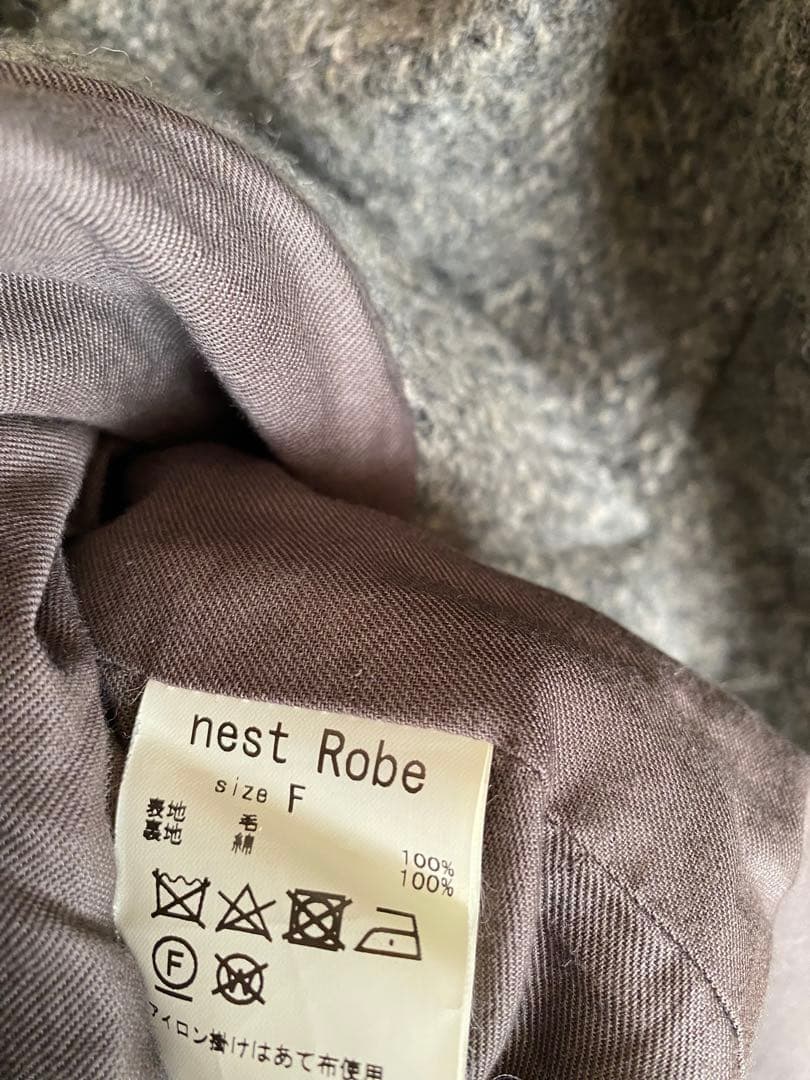 nest Robe
size F
表地 毛 100%
裏地 綿 100%
F
W
アイロン掛けはあて布使用